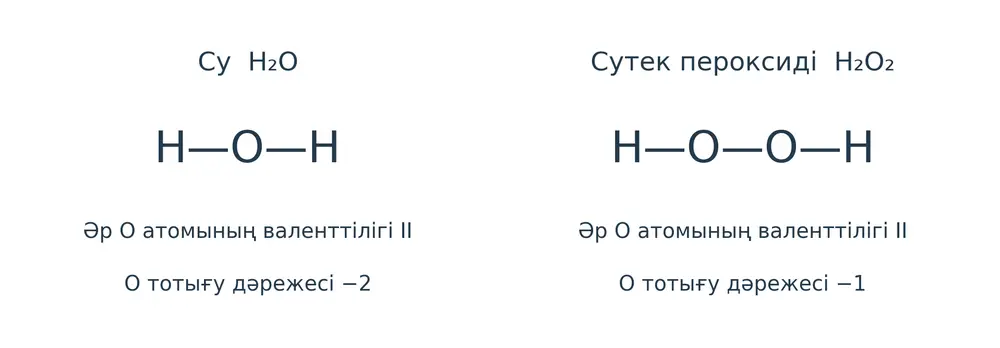 Су H₂O
H—O—H
Әр О атомының валенттілігі II
О тотығу дәрежесі −2
Сутек пероксиді H₂O₂
H—O—O—H
Әр О атомының валенттілігі II
О тотығу дәрежесі −1